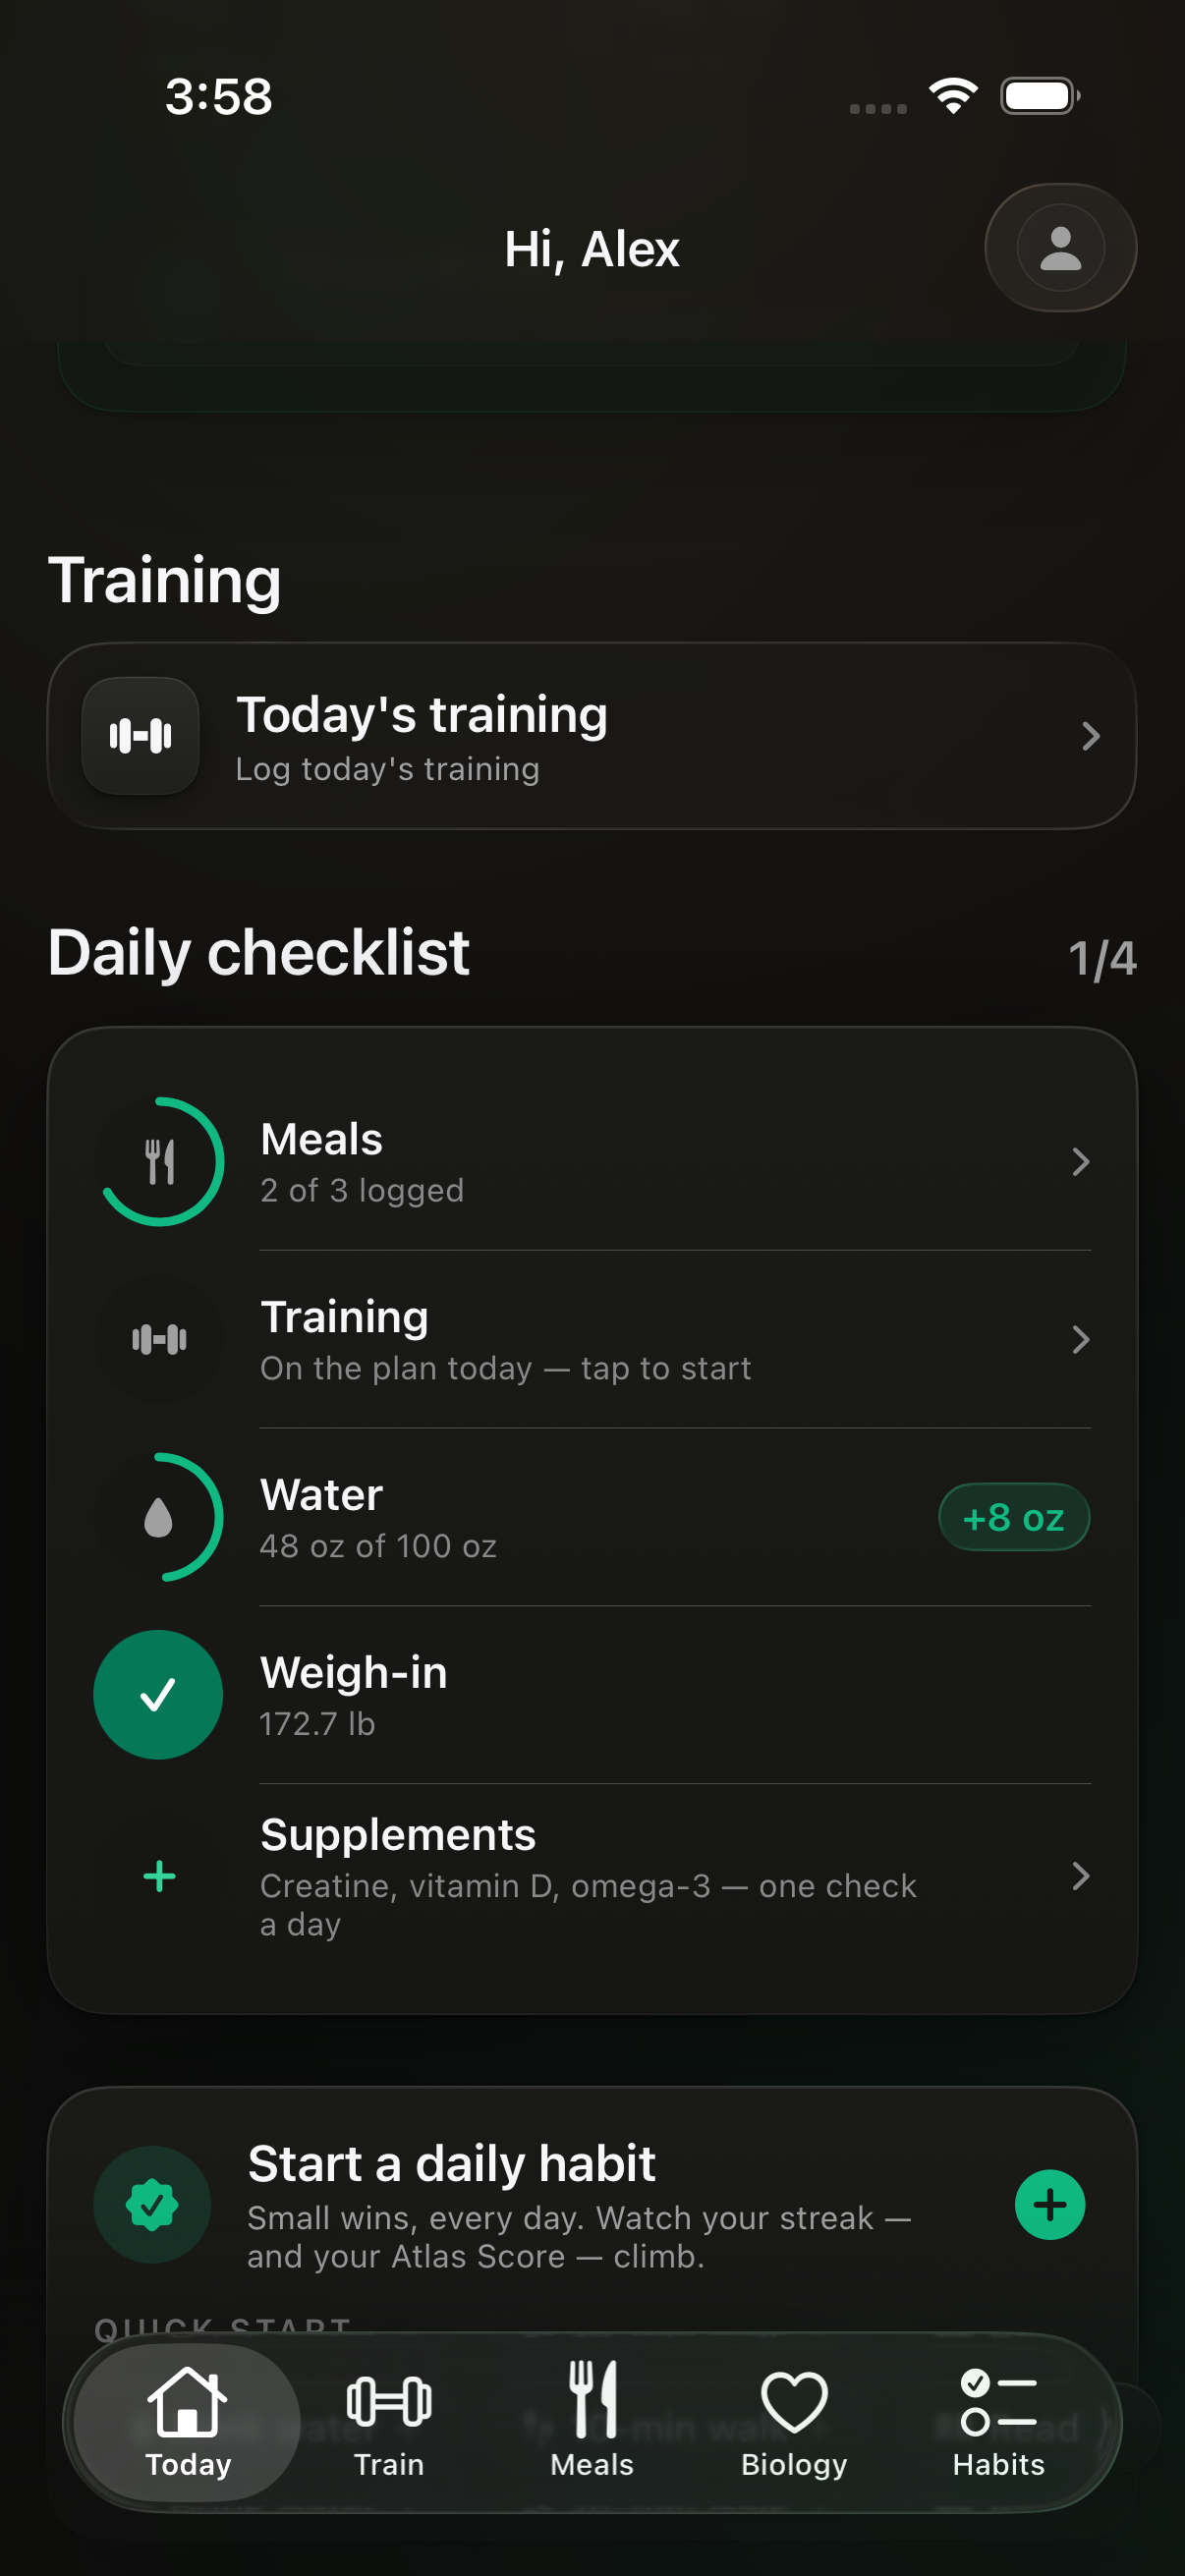 3:58
Hi, Alex
Training
Today's training
Log today's training
Daily checklist
1/4
Meals
2 of 3 logged
Training
On the plan today — tap to start
Water
48 oz of 100 oz
+8 oz
Weigh-in
172.7 lb
Supplements
Creatine, vitamin D, omega-3 — one check
a day
Start a daily habit
Small wins, every day. Watch your streak —
and your Atlas Score — climb.
QUICK START
Today
Train
Meals
Biology
Habits